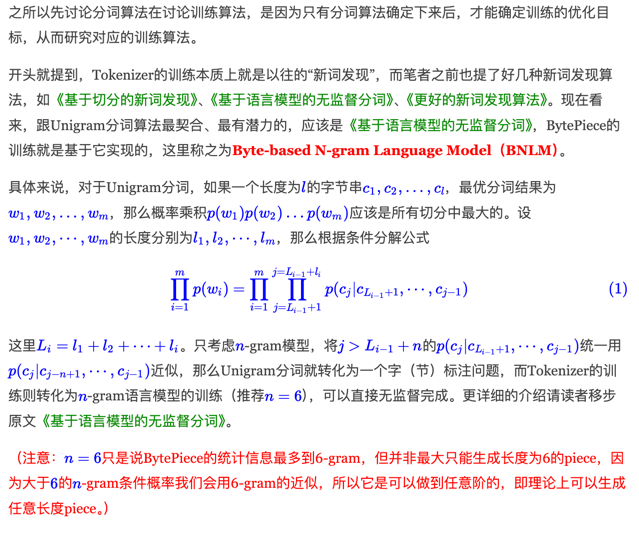 之所以先讨论分词算法在讨论训练算法，是因为只有分词算法确定下来后，才能确定训练的优化目
标，从而研究对应的训练算法。
开头就提到，Tokenizer的训练本质上就是以往的“新词发现”，而笔者之前也提了好几种新词发现算
法，如《基于切分的新词发现》、《基于语言模型的无监督分词》、《更好的新词发现算法》。现在看
来，跟Unigram分词算法最契合、最有潜力的，应该是《基于语言模型的无监督分词》，BytePiece的
训练就是基于它实现的，这里称之为Byte-based N-gram Language Model（BNLM）。
具体来说，对于Unigram分词，如果一个长度为l的字节串c_1, c_2, …, c_l，最优分词结果为
w_1, w_2, …, w_m，那么概率乘积p(w_1)p(w_2)…p(w_m)应该是所有切分中最大的。设
w_1, w_2, ⋯, w_m的长度分别为l_1, l_2, ⋯, l_m，那么根据条件分解公式
∏_{i=1}^{m} p(w_i) = ∏_{i=1}^{m} ∏_{j=L_{i-1}+1}^{j=L_{i-1}+l_i} p(c_j|c_{L_{i-1}+1}, ⋯, c_{j-1}) (1)
这里L_i = l_1 + l_2 + ⋯ + l_i。只考虑n-gram模型，将j > L_{i-1} + n的p(c_j|c_{L_{i-1}+1}, ⋯, c_{j-1})统一用
p(c_j|c_{j-n+1}, ⋯, c_{j-1})近似，那么Unigram分词就转化为一个字（节）标注问题，而Tokenizer的训
练则转化为n-gram语言模型的训练（推荐n = 6），可以直接无监督完成。更详细的介绍请读者移步
原文《基于语言模型的无监督分词》。
（注意：n = 6只是说BytePiece的统计信息最多到6-gram，但并非最大只能生成长度为6的piece，因
为大于6的n-gram条件概率我们会用6-gram的近似，所以它是可以做到任意阶的，即理论上可以生成
任意长度piece。）